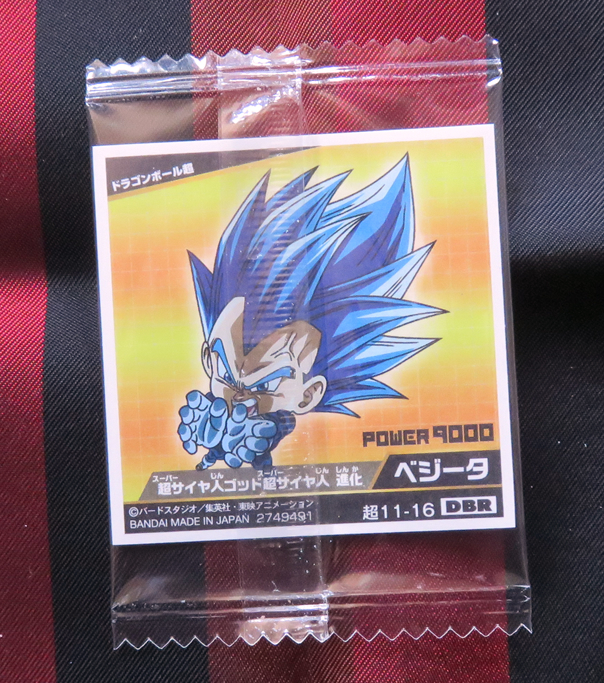 ドラゴンボール超
POWER 9000
スーパー じん スーパー じん しんか
超サイヤ人ゴッド超サイヤ人 進化
ベジータ
©バードスタジオ/集英社・東映アニメーション
BANDAI MADE IN JAPAN 2749491
超11-16 DBR